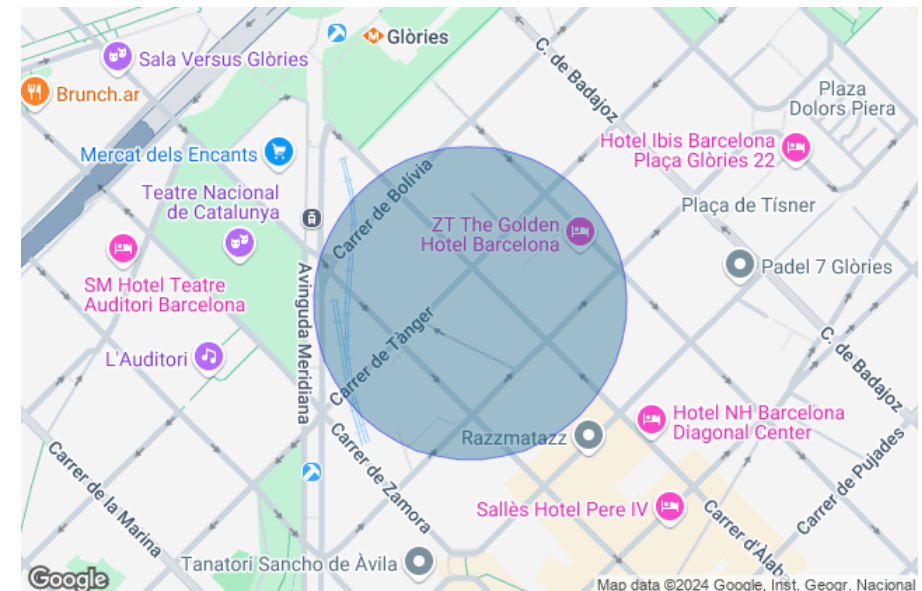 Glòries
Sala Versus Glòries
Brunch.ar
C. de Badajoz
Plaza
Dolors Piera
Hotel Ibis Barcelona
Plaça Glòries 22
Mercat dels Encants
Teatre Nacional
de Catalunya
Carrer de Bolívia
ZT The Golden
Hotel Barcelona
Plaça de Tísner
Padel 7 Glòries
SM Hotel Teatre
Auditori Barcelona
Avinguda Meridiana
L'Auditori
Carrer de Tànger
C. de Badajoz
Hotel NH Barcelona
Diagonal Center
Razzmatazz
Carrer de la Marina
Carrer de Zamora
Carrer de Pujades
Sallès Hotel Pere IV
Carrer d'Àlaba
Tanatori Sancho de Àvila
Google
Map data ©2024 Google, Inst. Geogr. Nacional